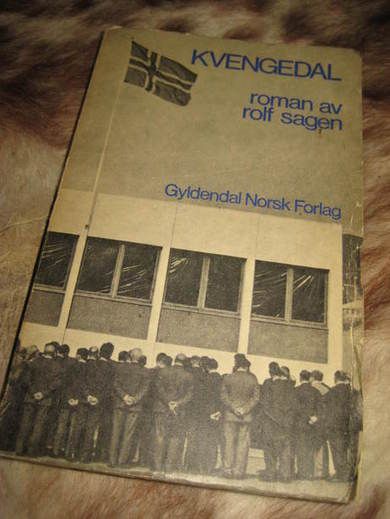 KVENGEDAL
roman av
rolf sagen
Gyldendal Norsk Forlag